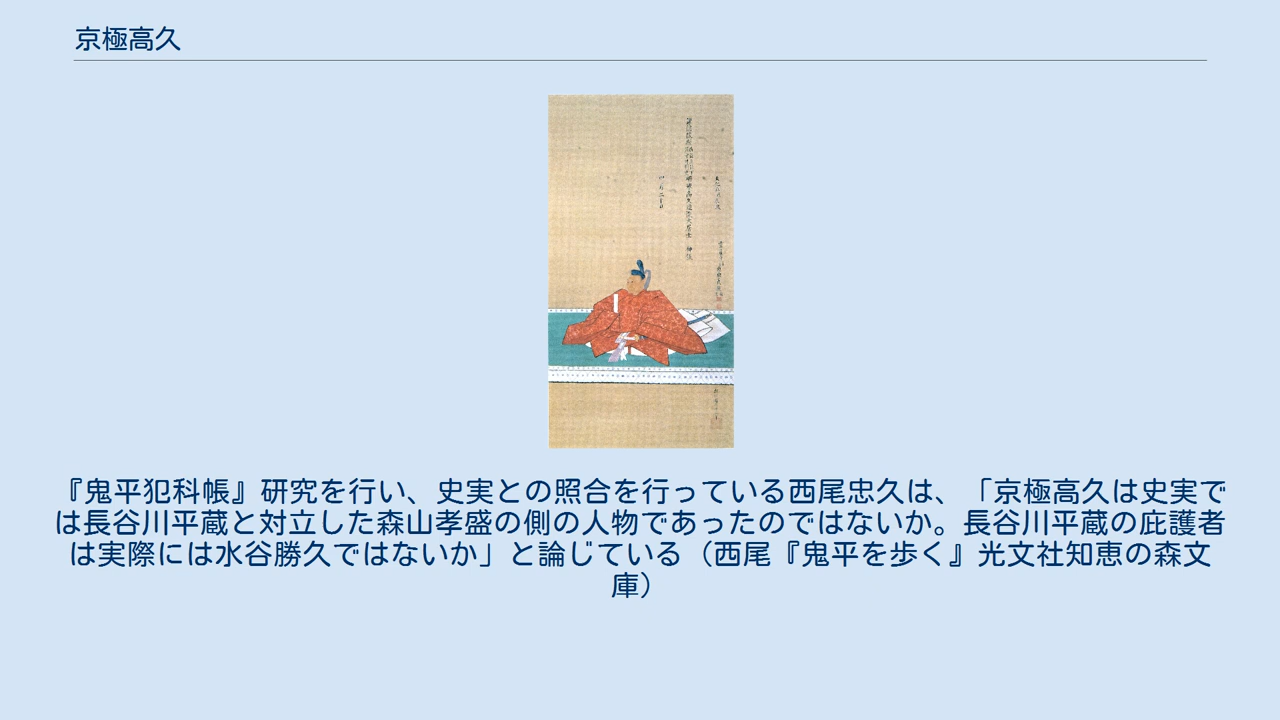 京極高久
『鬼平犯科帳』研究を行い、史実との照合を行っている西尾忠久は、「京極高久は史実で
は長谷川平蔵と対立した森山孝盛の側の人物であったのではないか。長谷川平蔵の庇護者
は実際には水谷勝久ではないか」と論じている（西尾『鬼平を歩く』光文社知恵の森文
庫）